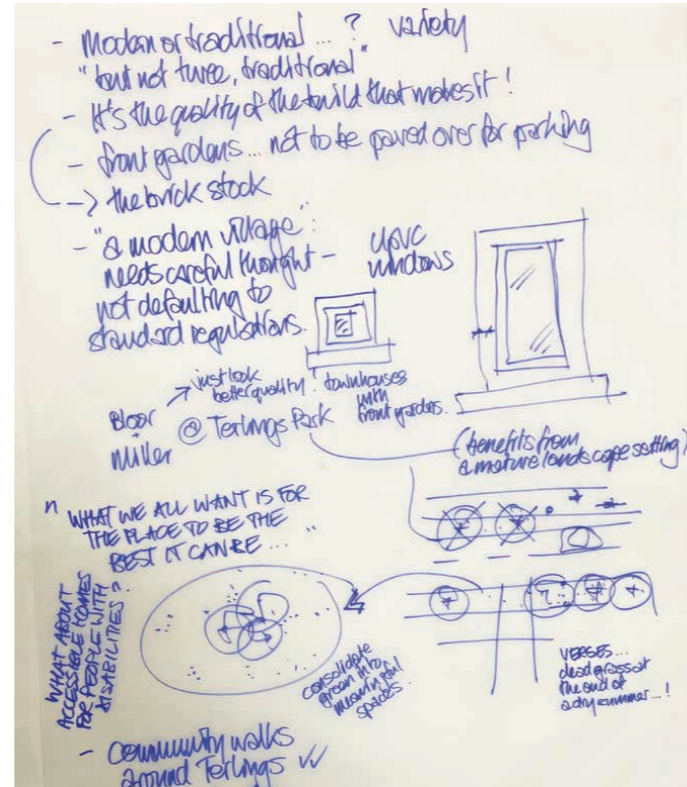 - Modern or traditional...? variety
"but not twee, traditional"
- It's the quality of the build that makes it!
- front gardens... not to be paved over for parking
-> the brick stock
- "a modern village":
needs careful thought -
not defaulting to
standard regulations.
UPVC
windows
just look
better quality!
townhouses
with
front gardens.
Bloor
+
Miller
@ Terlings Park
(benefits from
a mature landscape setting)
"WHAT WE ALL WANT IS FOR
THE PLACE TO BE THE
BEST IT CAN BE..."
WHAT ABOUT
ACCESSIBLE HOMES
FOR PEOPLE WITH
DISABILITIES?
consolidate
green into
meaningful
spaces.
VERGES...
dead grass at
the end of
a dry summer...!
- Community walks
around Terlings